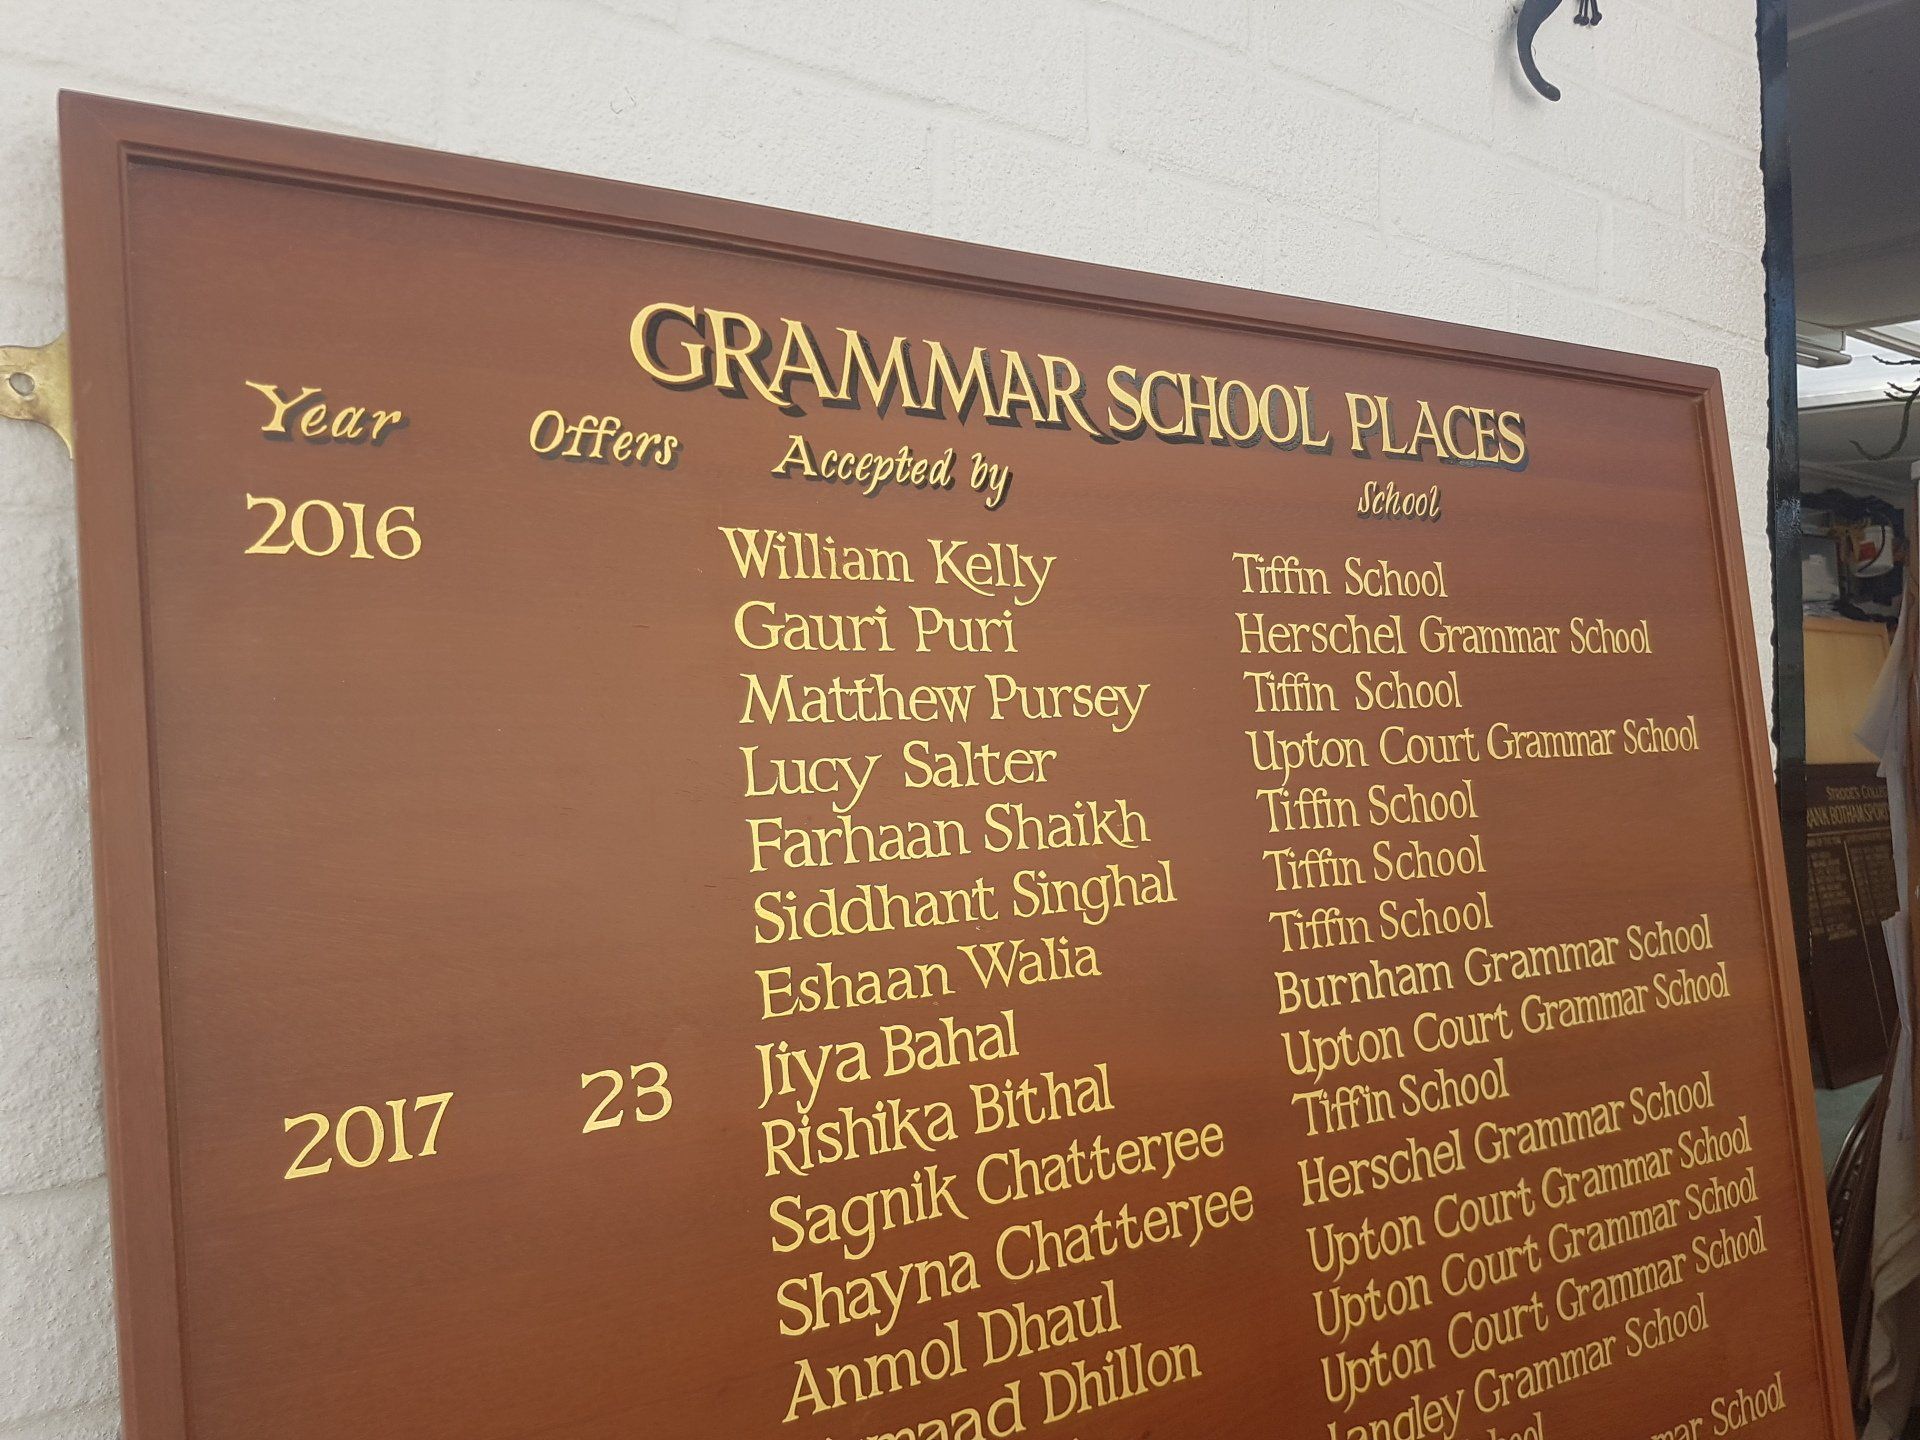 GRAMMAR SCHOOL PLACES
Year Offers Accepted by School
2016 William Kelly Tiffin School
Gauri Puri Herschel Grammar School
Matthew Pursey Tiffin School
Lucy Salter Upton Court Grammar School
Farhaan Shaikh Tiffin School
Siddhant Singhal Tiffin School
Eshaan Walia Tiffin School
2017 23 Jiya Bahal Burnham Grammar School
Rishika Bithal Upton Court Grammar School
Sagnik Chatterjee Tiffin School
Shayna Chatterjee Herschel Grammar School
Anmol Dhaul Upton Court Grammar School
Dhillon Upton Court Grammar School
Upton Court Grammar School
Langley Grammar School
School
School
STRODE'S
BOTHAM